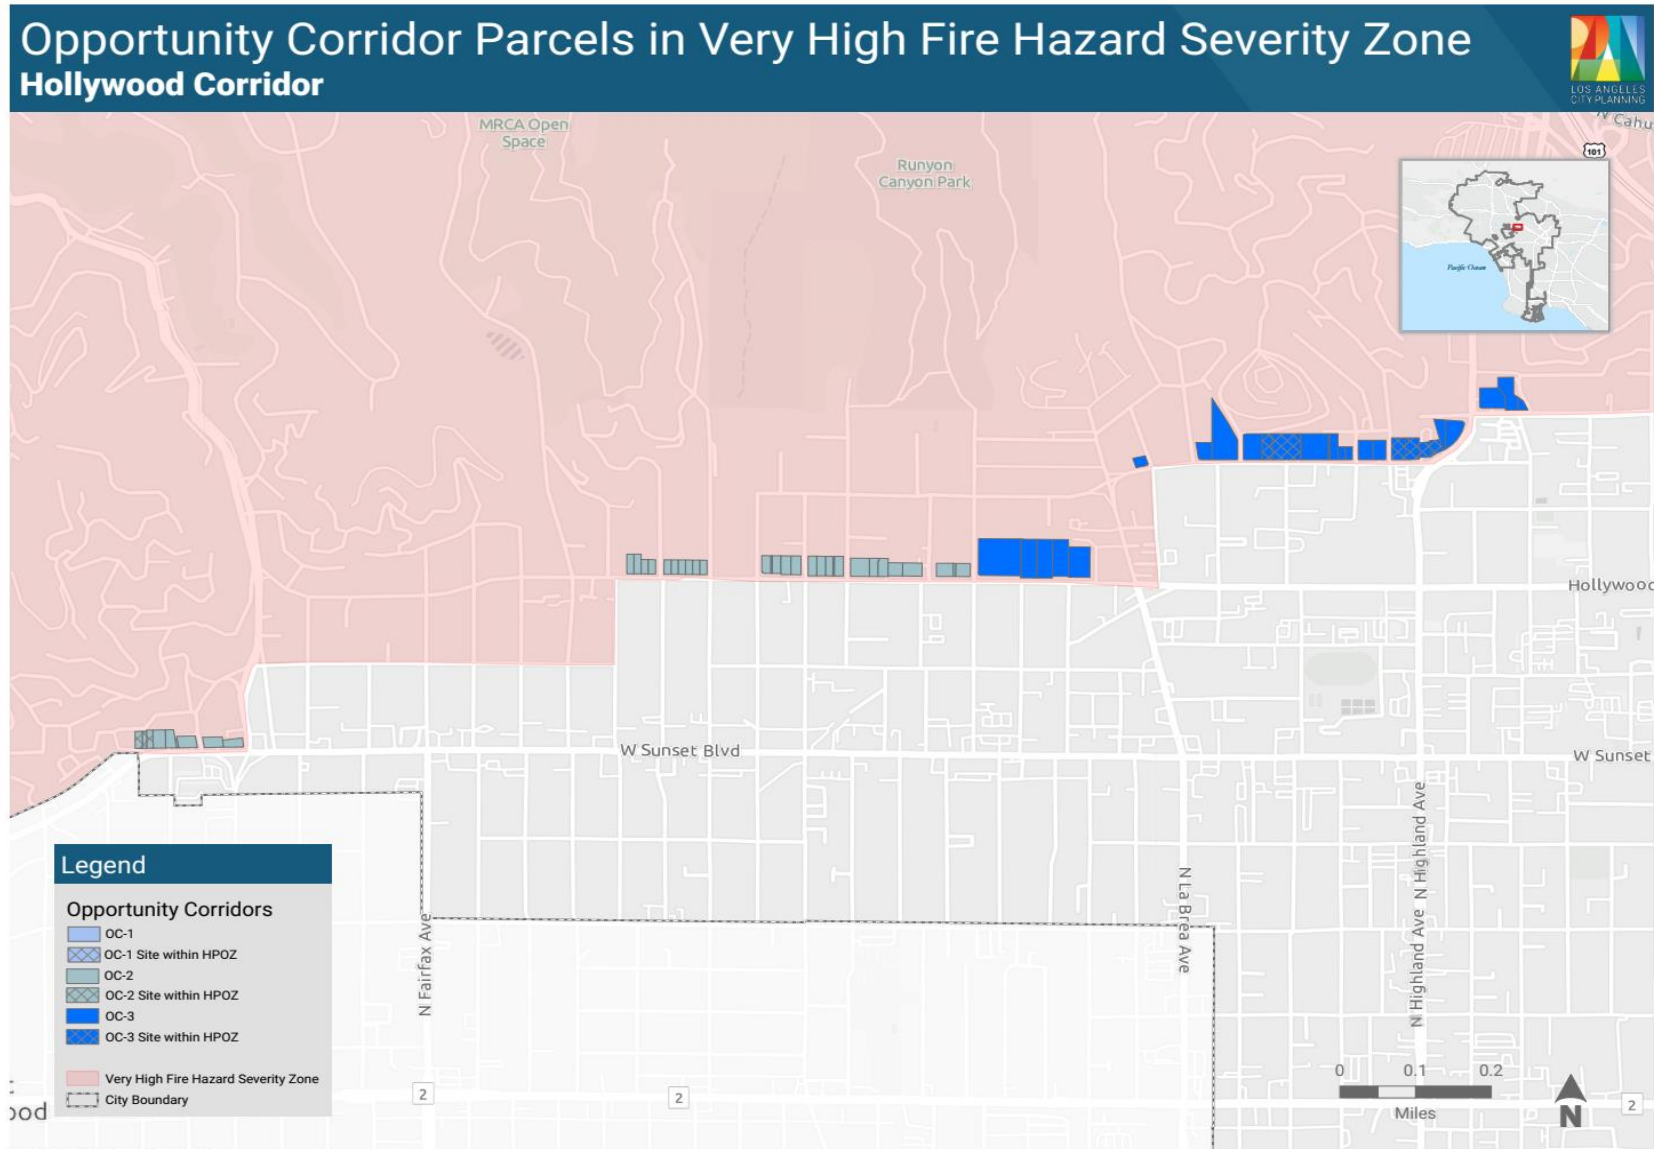 Opportunity Corridor Parcels in Very High Fire Hazard Severity Zone
Hollywood Corridor
LOS ANGELES
CITY PLANNING
N Cahu
101
MRCA Open
Space
Runyon
Canyon Park
Pacific Ocean
Hollywood
W Sunset Blvd
W Sunset
N Fairfax Ave
N La Brea Ave
N Highland Ave
N Highland Ave
Legend
Opportunity Corridors
OC-1
OC-1 Site within HPOZ
OC-2
OC-2 Site within HPOZ
OC-3
OC-3 Site within HPOZ
Very High Fire Hazard Severity Zone
City Boundary
ood
2
2
2
0 0.1 0.2
Miles
N